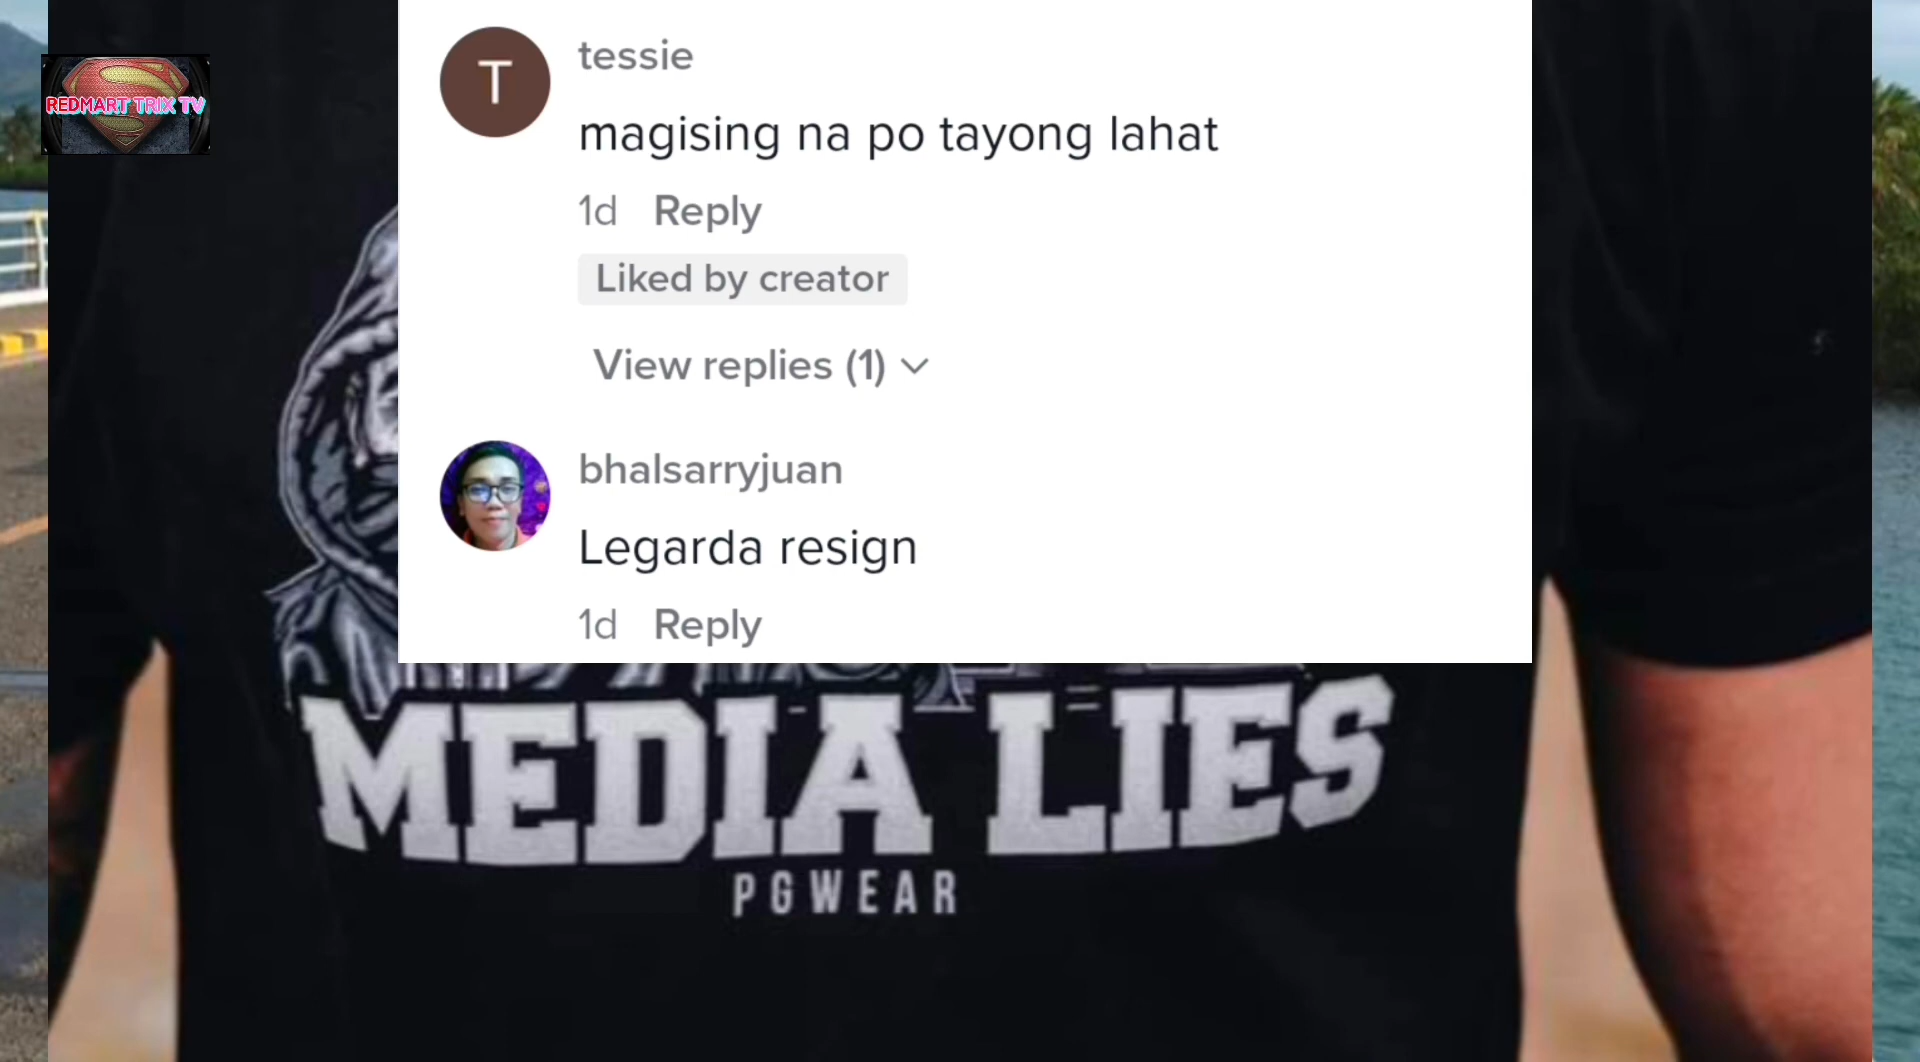 REDMART TRIX TV
T
tessie
magising na po tayong lahat
1d Reply
Liked by creator
View replies (1)
bhalsarryjuan
Legarda resign
1d Reply
MEDIA LIES
PGWEAR